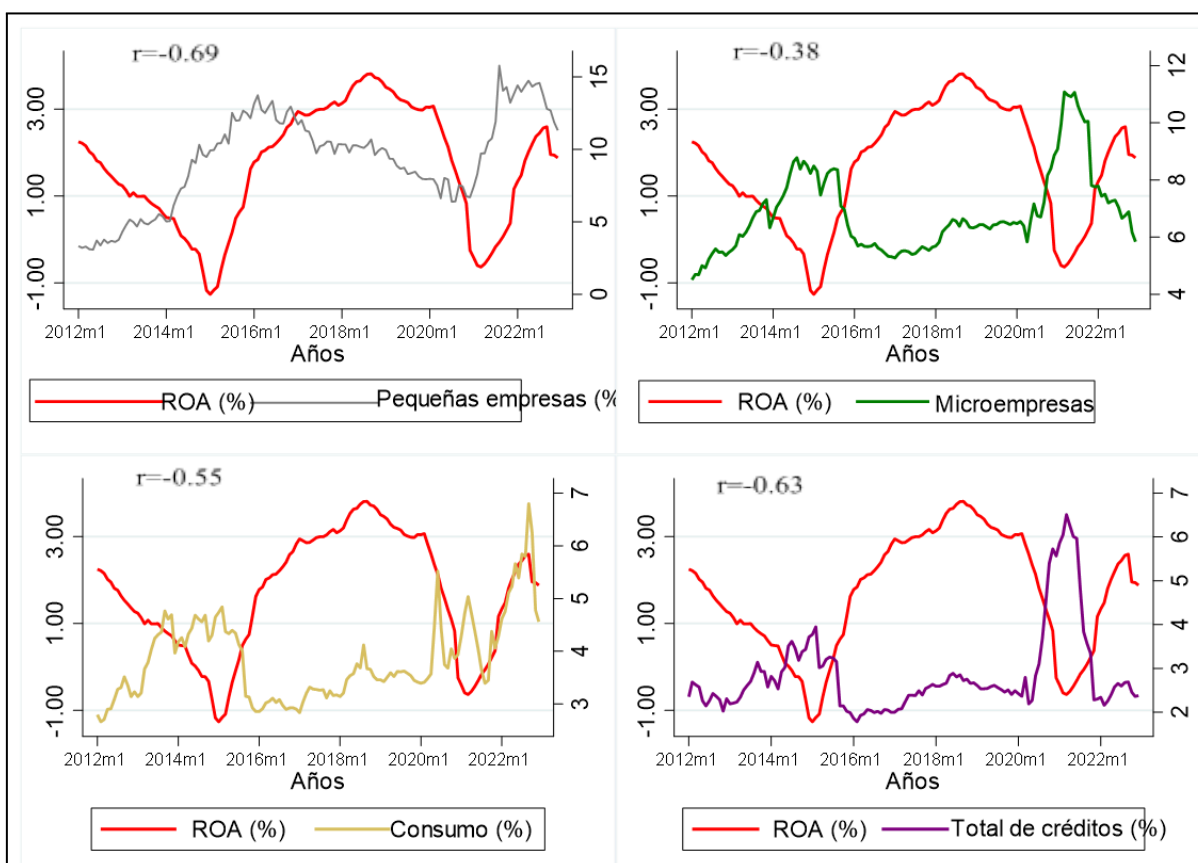 r=-0.69
3.00
1.00
-1.00
15
10
5
0
2012m1 2014m1 2016m1 2018m1 2020m1 2022m1
Años
ROA (%) Pequeñas empresas (%
r=-0.38
3.00
1.00
-1.00
12
10
8
6
4
2012m1 2014m1 2016m1 2018m1 2020m1 2022m1
Años
ROA (%) Microempresas
r=-0.55
3.00
1.00
-1.00
7
6
5
4
3
2012m1 2014m1 2016m1 2018m1 2020m1 2022m1
Años
ROA (%) Consumo (%)
r=-0.63
3.00
1.00
-1.00
7
6
5
4
3
2
2012m1 2014m1 2016m1 2018m1 2020m1 2022m1
Años
ROA (%) Total de créditos (%)